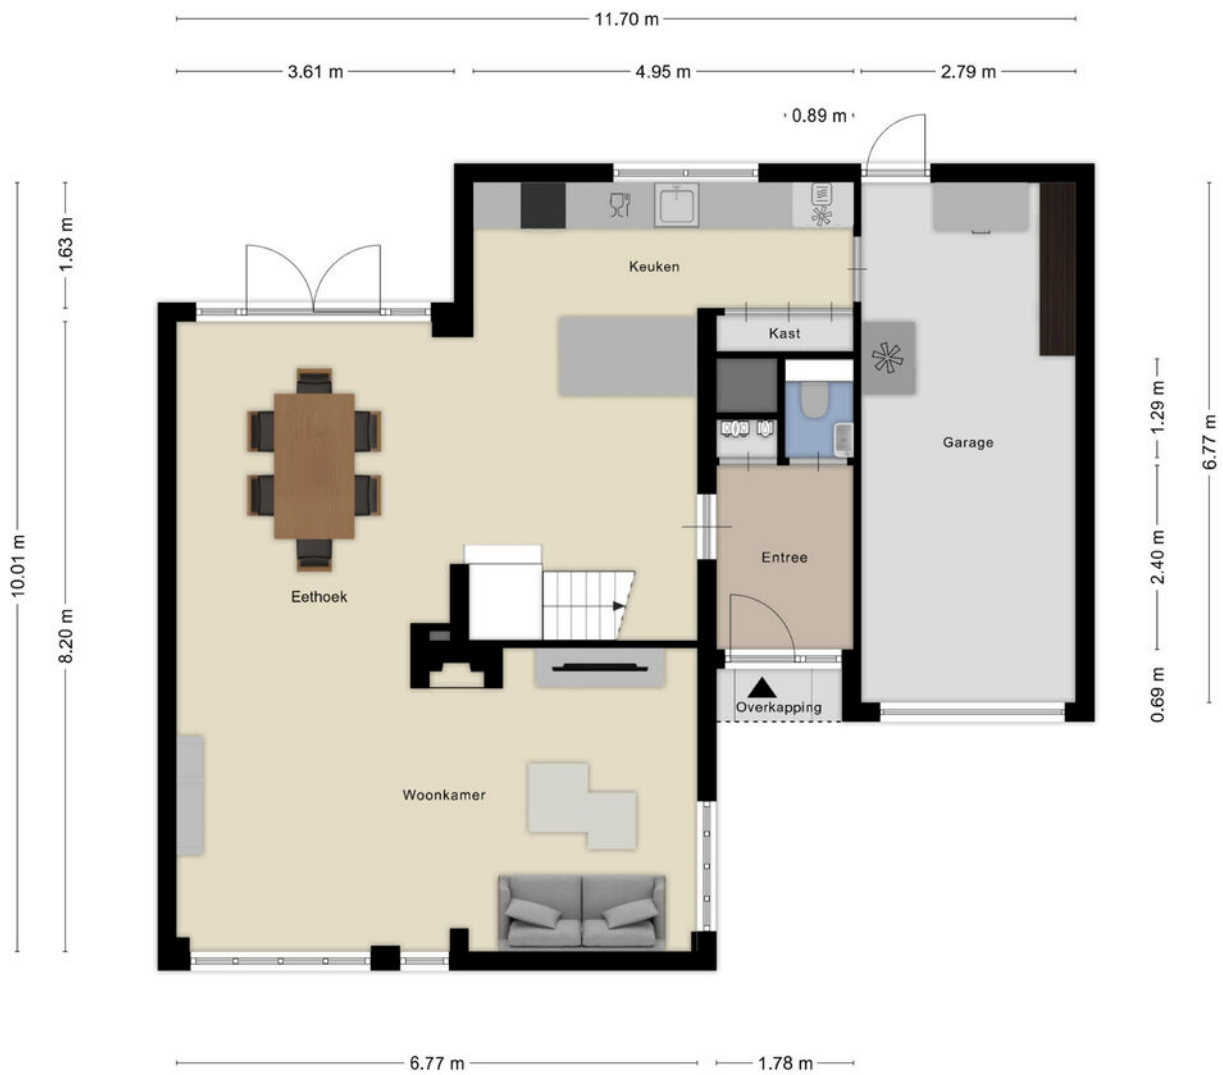 11.70 m
3.61 m
4.95 m
2.79 m
0.89 m
1.63 m
Keuken
Kast
1.29 m
6.77 m
Garage
10.01 m
2.40 m
Entree
Eethoek
8.20 m
0.69 m
Overkapping
Woonkamer
6.77 m
1.78 m